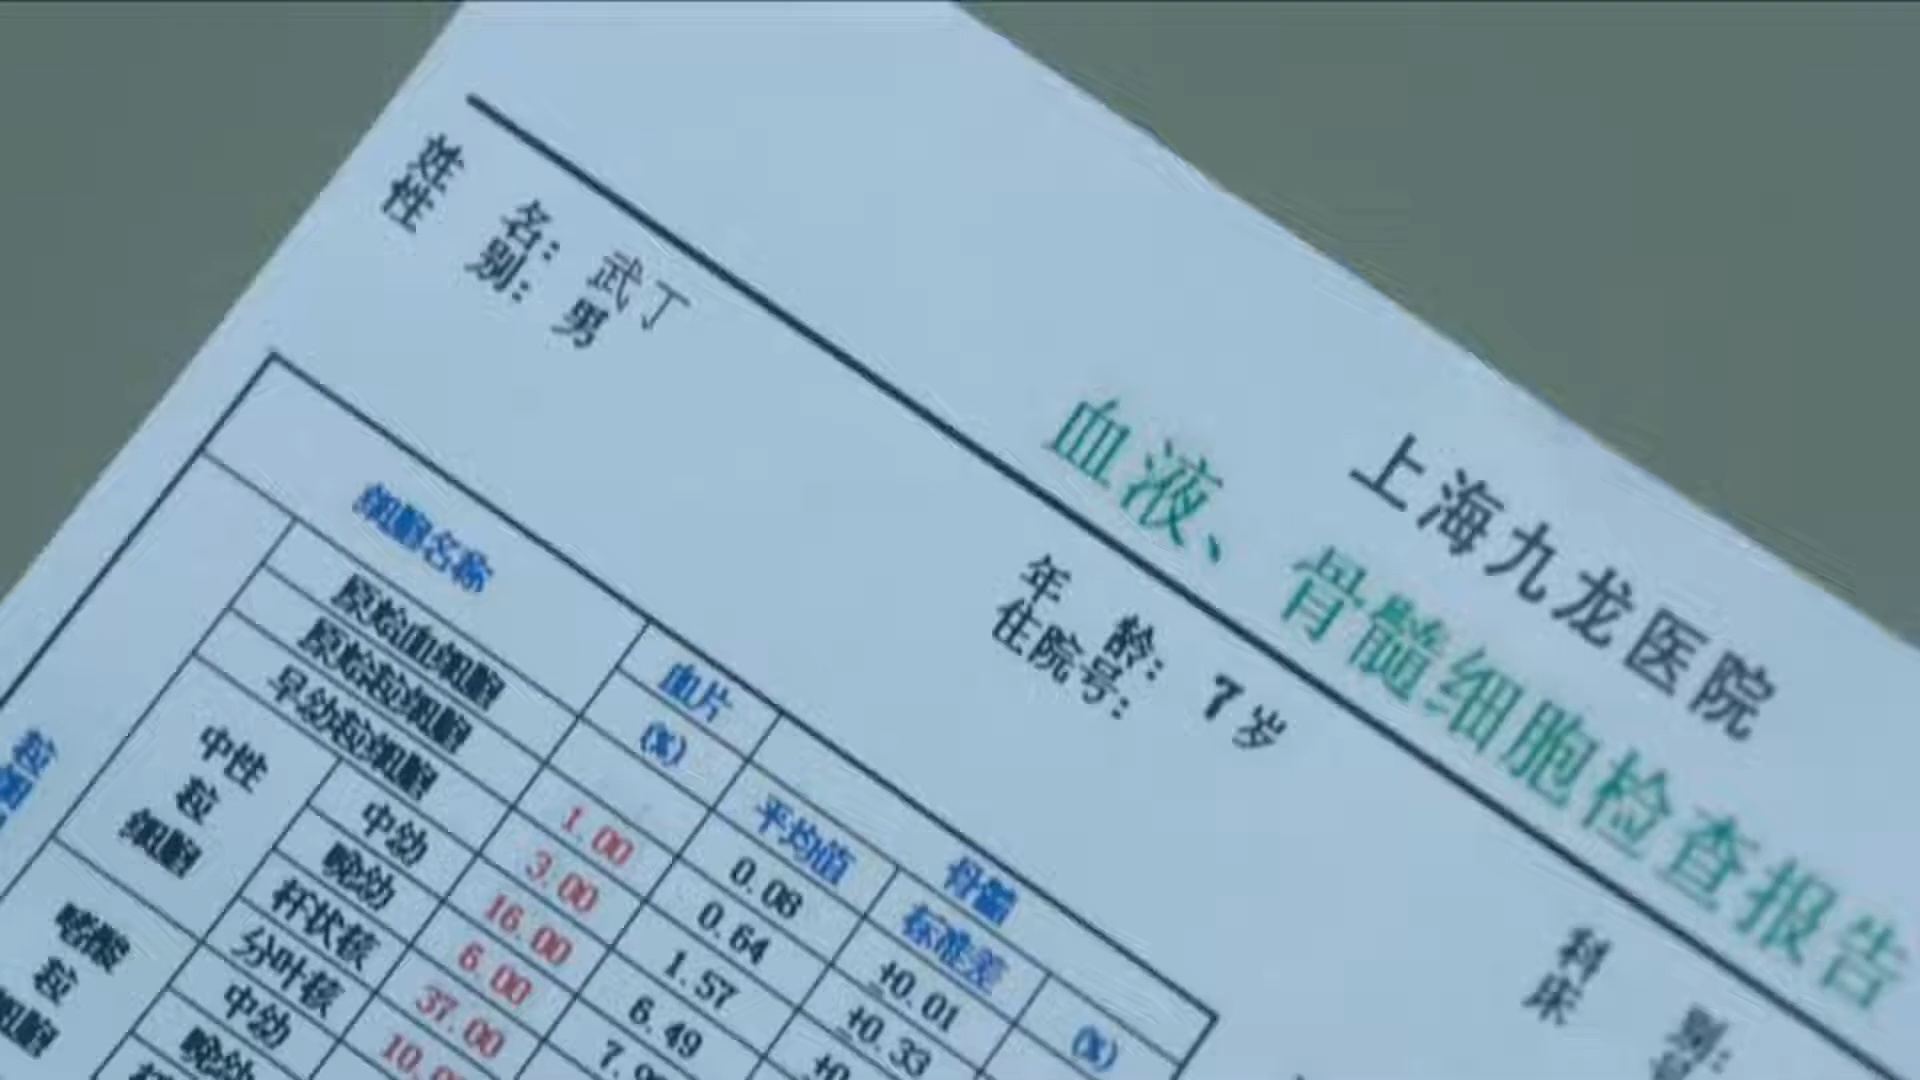 上海九龙医院
血液、骨髓细胞检查报告
姓 名: 武丁
年 龄: 7岁
科 别:
性 别: 男
住院号:
床
细胞名称
血片
(%)
骨髓
平均值
标准差
(%)
原始血细胞
原始粒细胞 1.00 0.08 ±0.01
早幼粒细胞 3.00 0.64 ±0.33
中性
粒
细胞
中幼 16.00 1.57
晚幼 6.00 6.49
杆状核 37.00
分叶核
嗜酸
粒
细胞
中幼
晚幼